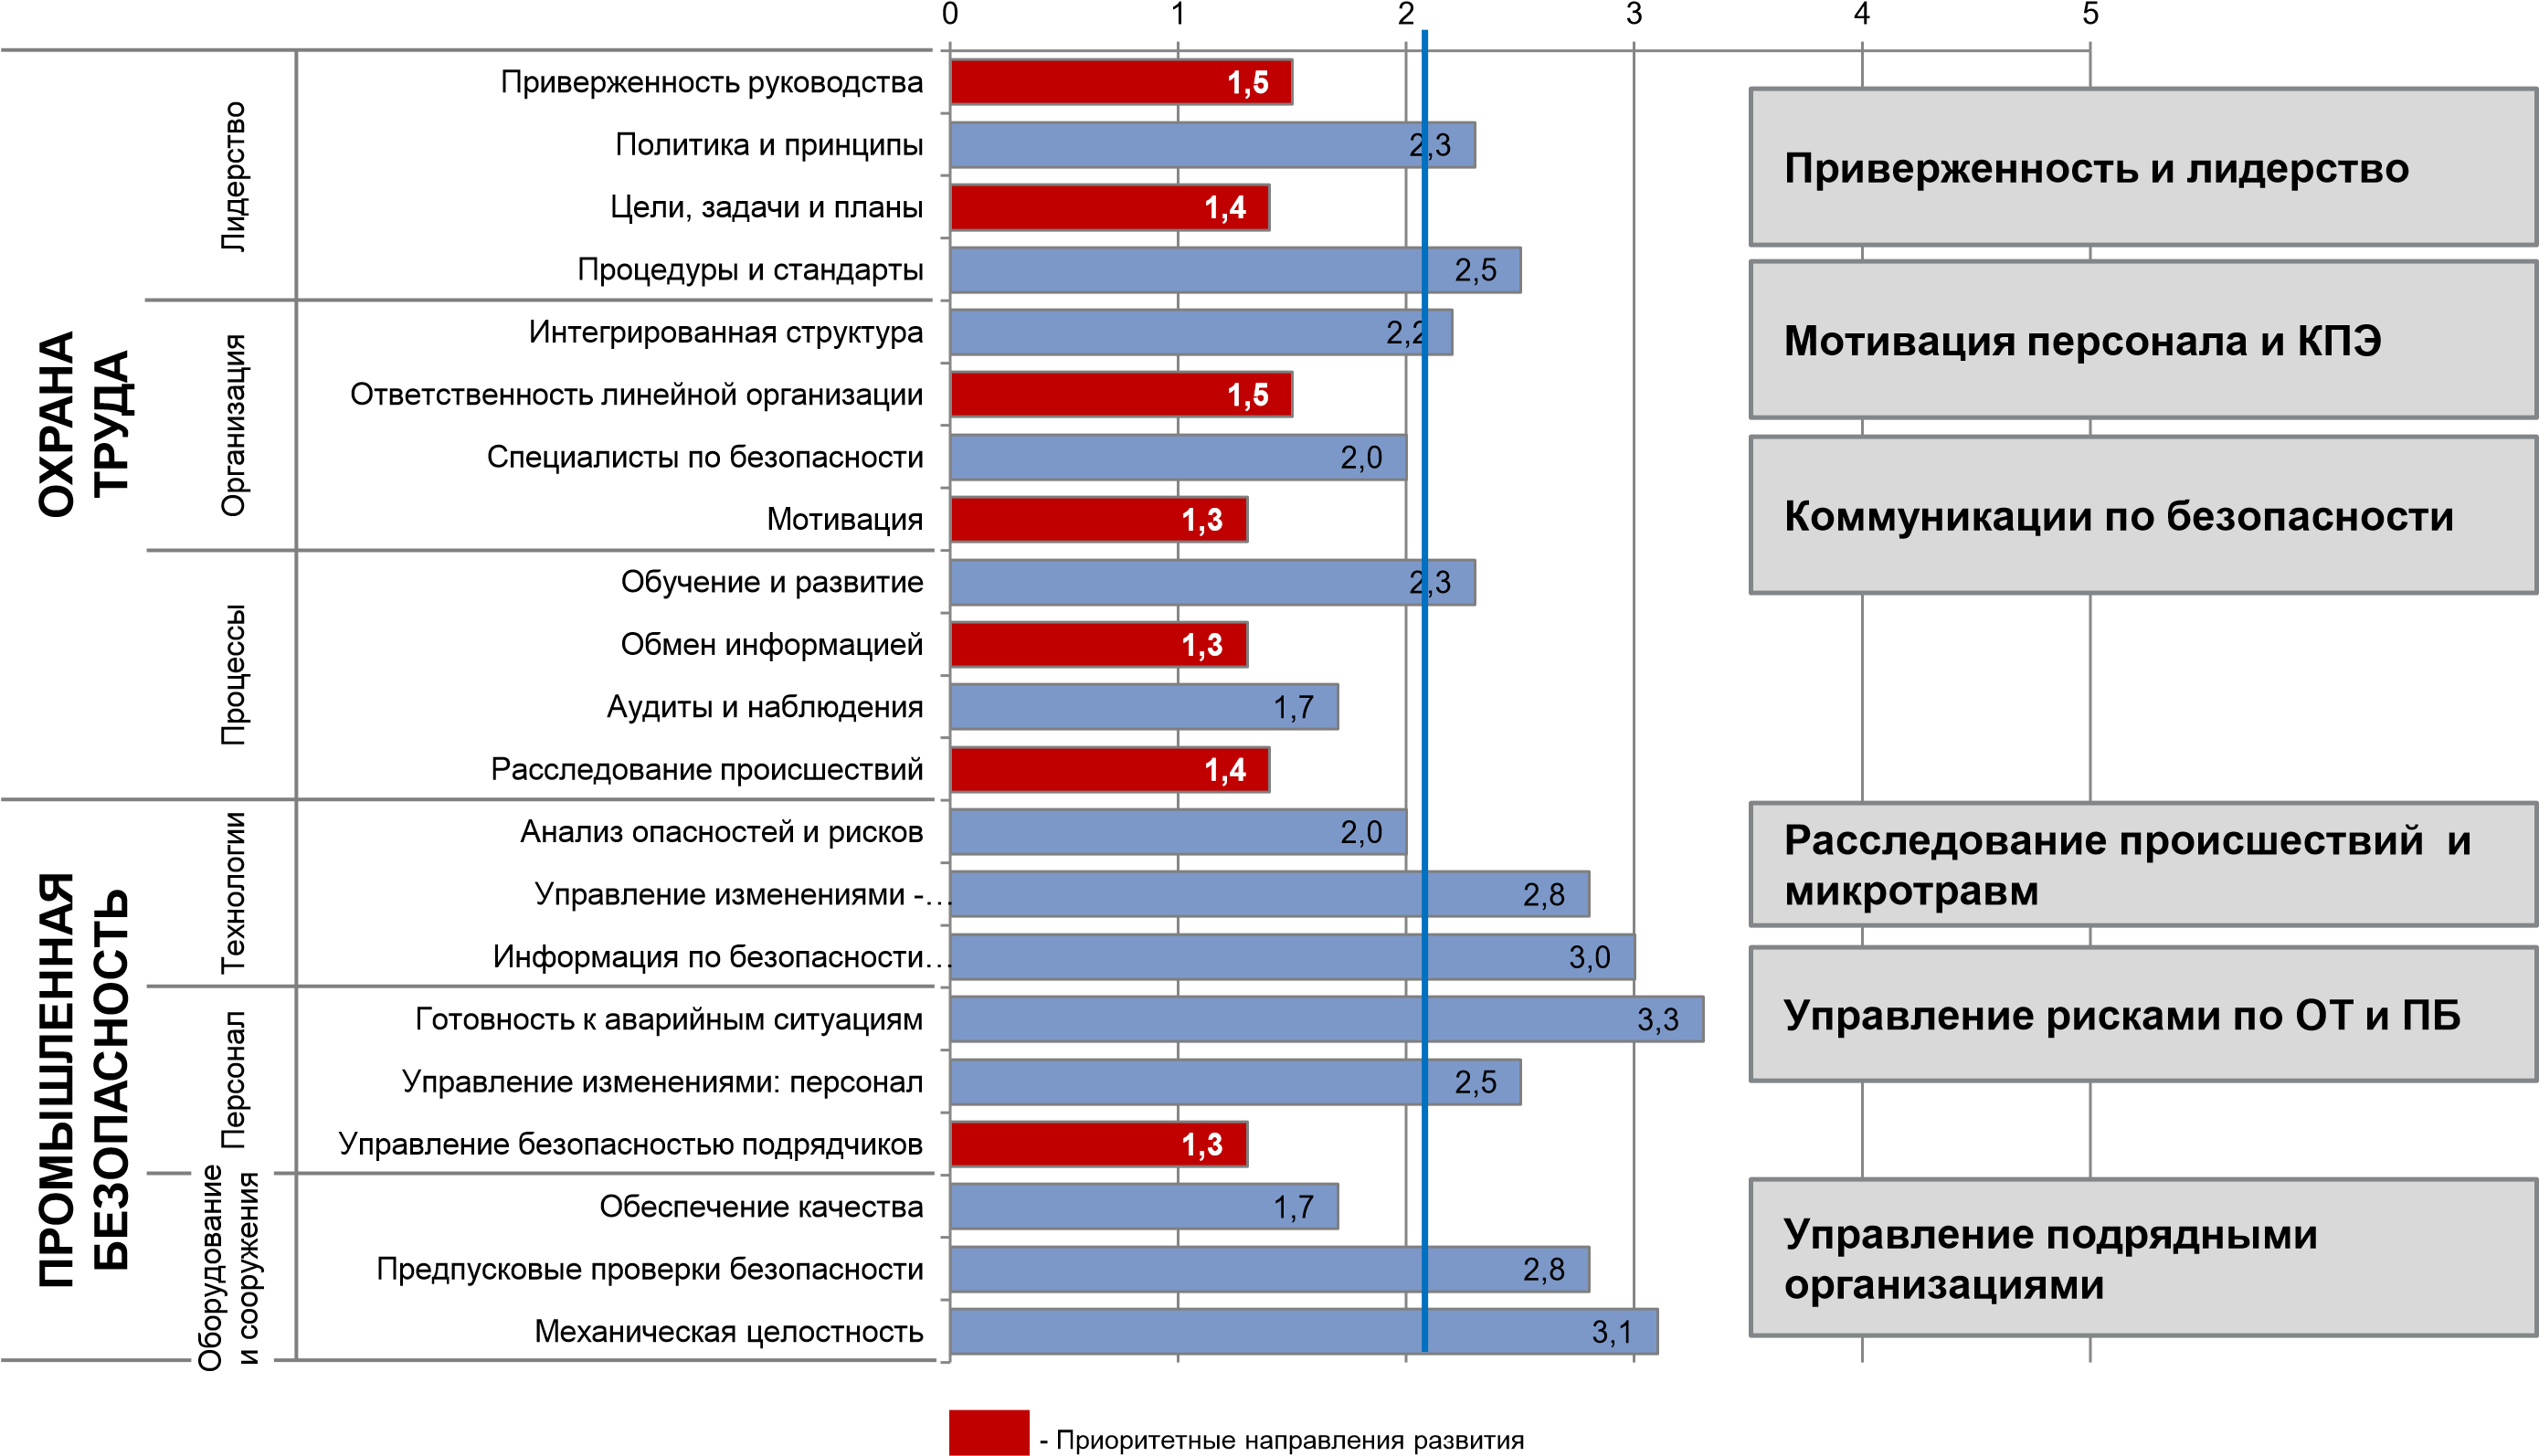 0 1 2 3 4 5
ОХРАНА
ТРУДА
Лидерство
Приверженность руководства 1,5
Политика и принципы 2,3
Цели, задачи и планы 1,4
Процедуры и стандарты 2,5
Организация
Интегрированная структура 2,2
Ответственность линейной организации 1,5
Специалисты по безопасности 2,0
Мотивация 1,3
Процессы
Обучение и развитие 2,3
Обмен информацией 1,3
Аудиты и наблюдения 1,7
Расследование происшествий 1,4
ПРОМЫШЛЕННАЯ
БЕЗОПАСНОСТЬ
Технологии
Анализ опасностей и рисков 2,0
Управление изменениями -… 2,8
Информация по безопасности… 3,0
Персонал
Готовность к аварийным ситуациям 3,3
Управление изменениями: персонал 2,5
Управление безопасностью подрядчиков 1,3
Оборудование
и сооружения
Обеспечение качества 1,7
Предпусковые проверки безопасности 2,8
Механическая целостность 3,1
Приверженность и лидерство
Мотивация персонала и КПЭ
Коммуникации по безопасности
Расследование происшествий и
микротравм
Управление рисками по ОТ и ПБ
Управление подрядными
организациями
- Приоритетные направления развития